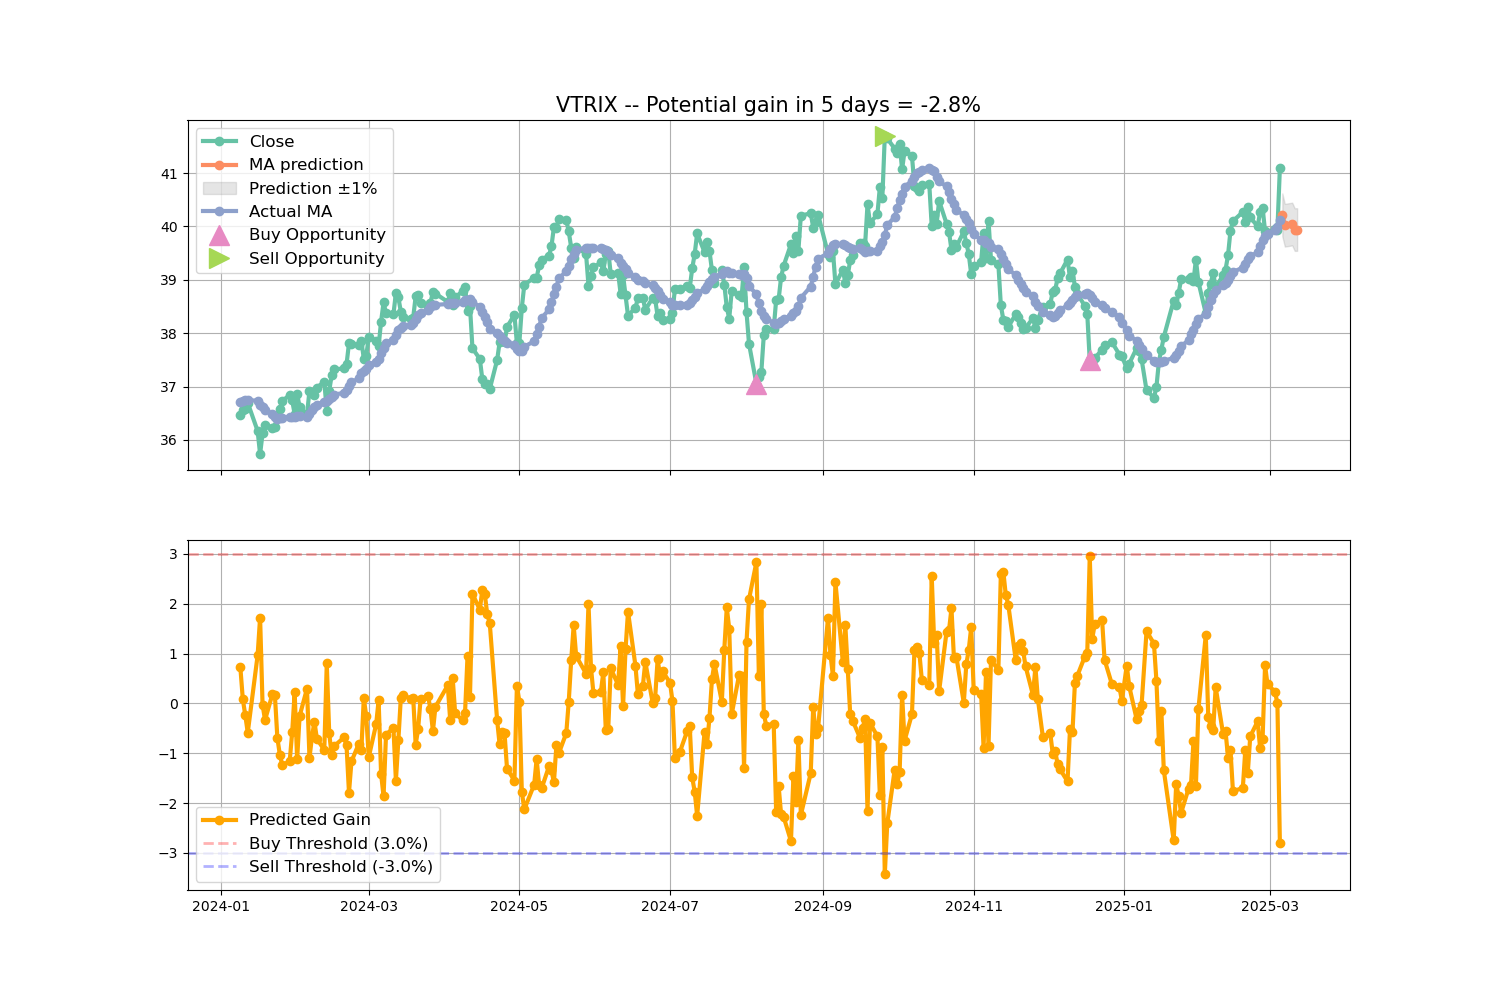 VTRIX -- Potential gain in 5 days = -2.8%
Close
MA prediction
Prediction ±1%
Actual MA
Buy Opportunity
Sell Opportunity
41
40
39
38
37
36
3
2
1
0
−1
−2
−3
Predicted Gain
Buy Threshold (3.0%)
Sell Threshold (-3.0%)
2024-01 2024-03 2024-05 2024-07 2024-09 2024-11 2025-01 2025-03